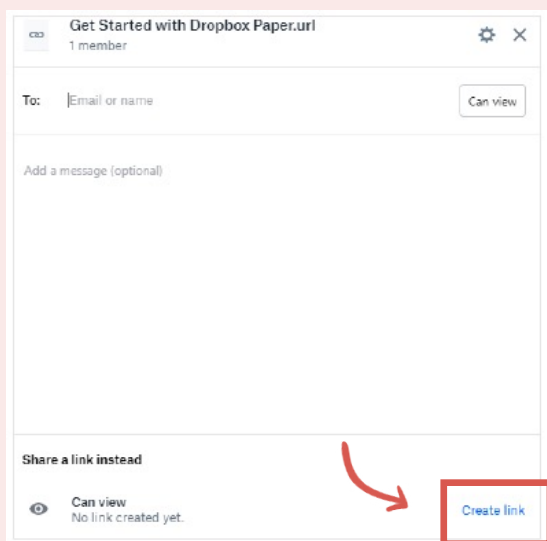 Get Started with Dropbox Paper.url
1 member
To: Email or name Can view
Add a message (optional)
Share a link instead
Can view
No link created yet.
Create link